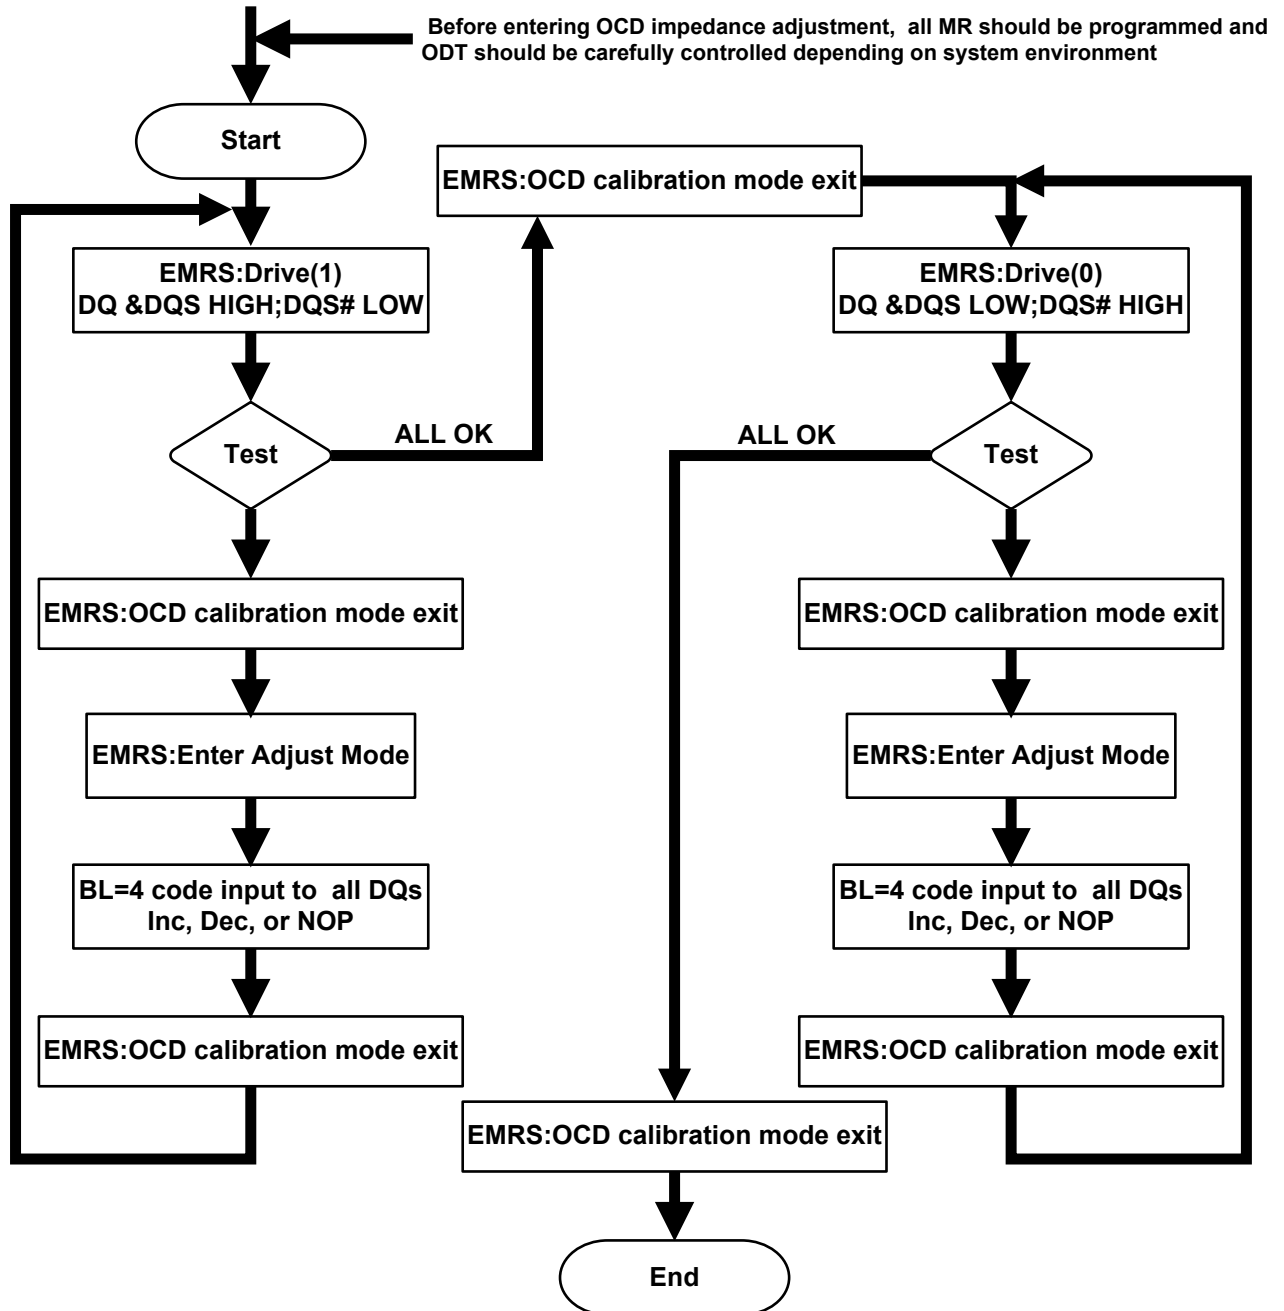 Before entering OCD impedance adjustment, all MR should be programmed and
ODT should be carefully controlled depending on system environment
Start
EMRS:OCD calibration mode exit
EMRS:Drive(1)
DQ &DQS HIGH;DQS# LOW
EMRS:Drive(0)
DQ &DQS LOW;DQS# HIGH
Test
ALL OK
ALL OK
Test
EMRS:OCD calibration mode exit
EMRS:OCD calibration mode exit
EMRS:Enter Adjust Mode
EMRS:Enter Adjust Mode
BL=4 code input to all DQs
Inc, Dec, or NOP
BL=4 code input to all DQs
Inc, Dec, or NOP
EMRS:OCD calibration mode exit
EMRS:OCD calibration mode exit
EMRS:OCD calibration mode exit
End